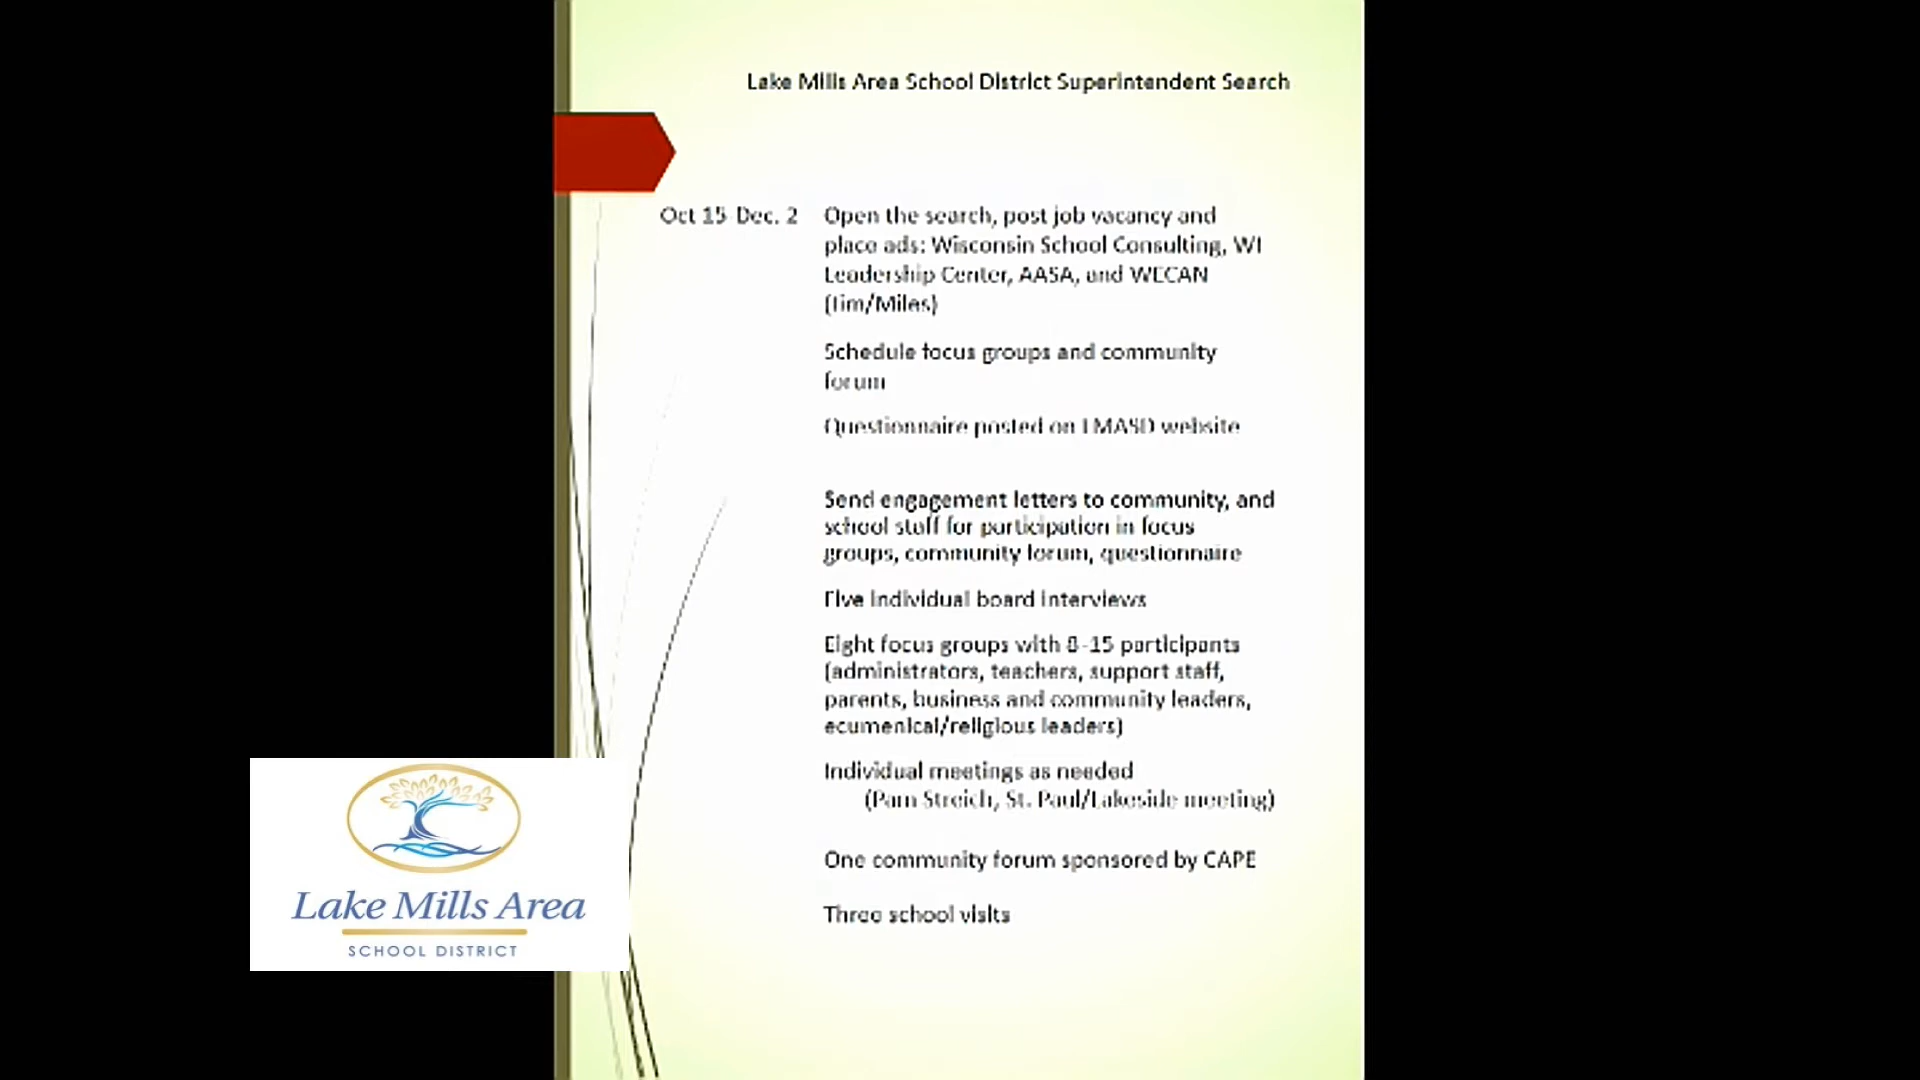 Lake Mills Area School District Superintendent Search
Oct 15-Dec. 2 Open the search, post job vacancy and
place ads: Wisconsin School Consulting, WI
Leadership Center, AASA, and WECAN
(Jim/Miles)
Schedule focus groups and community
forum
Questionnaire posted on LMASD website
Send engagement letters to community, and
school staff for participation in focus
groups, community forum, questionnaire
Five individual board interviews
Eight focus groups with 8-15 participants
(administrators, teachers, support staff,
parents, business and community leaders,
ecumenical/religious leaders)
Individual meetings as needed
(Pam Streich, St. Paul/Lakeside meeting)
One community forum sponsored by CAPE
Three school visits
Lake Mills Area
SCHOOL DISTRICT